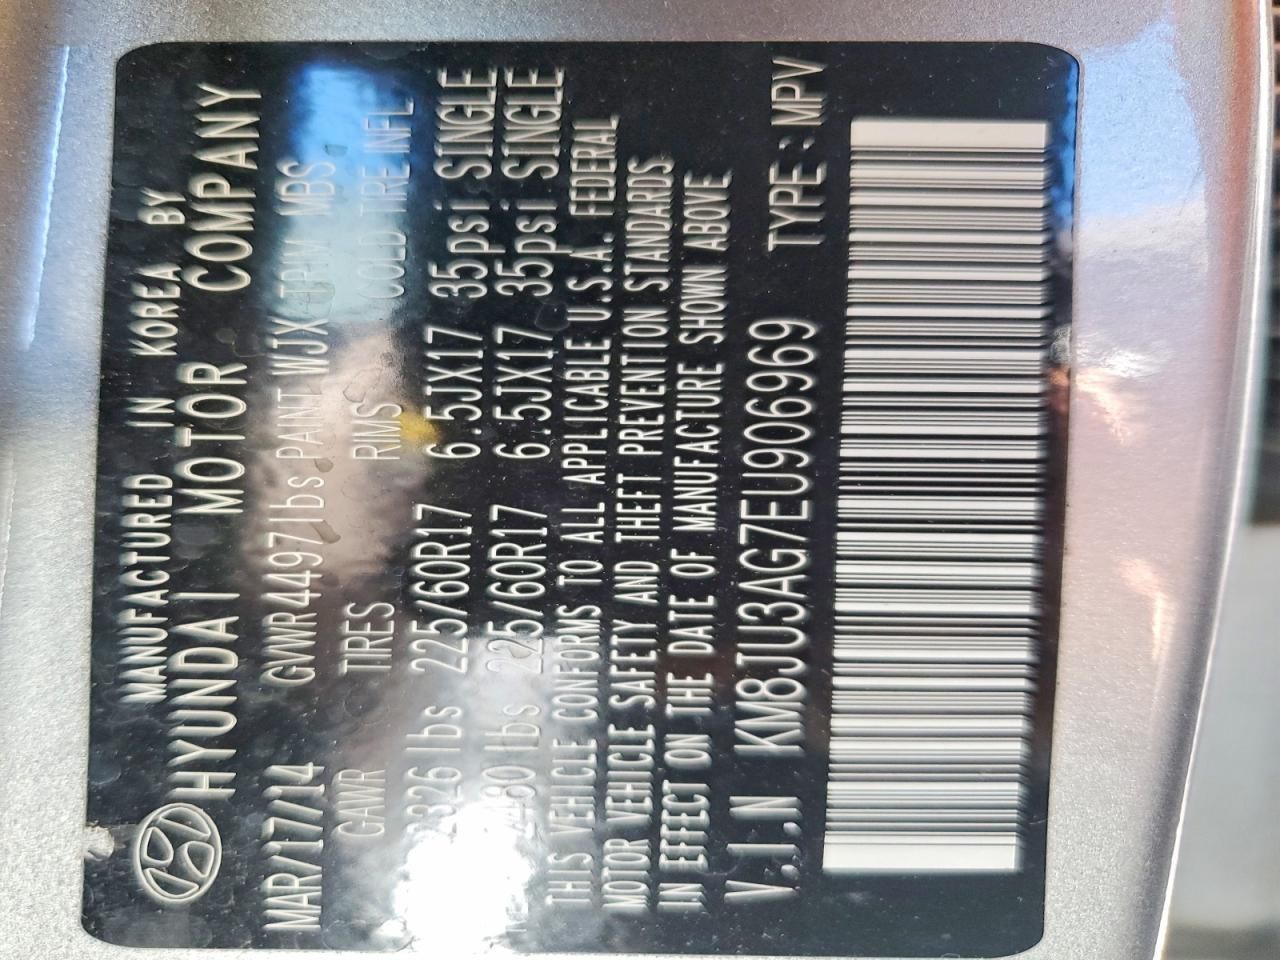 MANUFACTURED IN KOREA BY
HYUNDAI MOTOR COMPANY
MAR/17/14 GVWR4497lbs PAINT WJX TPM MBS
GAWR TIRES RIMS COLD TIRE INFL
lbs 225/60R17 6.5JX17 35psi SINGLE
lbs 225/60R17 6.5JX17 35psi SINGLE
THIS VEHICLE CONFORMS TO ALL APPLICABLE U.S.A. FEDERAL
MOTOR VEHICLE SAFETY AND THEFT PREVENTION STANDARDS
IN EFFECT ON THE DATE OF MANUFACTURE SHOWN ABOVE
V.I.N KM8JU3AG7EU906969 TYPE:MPV